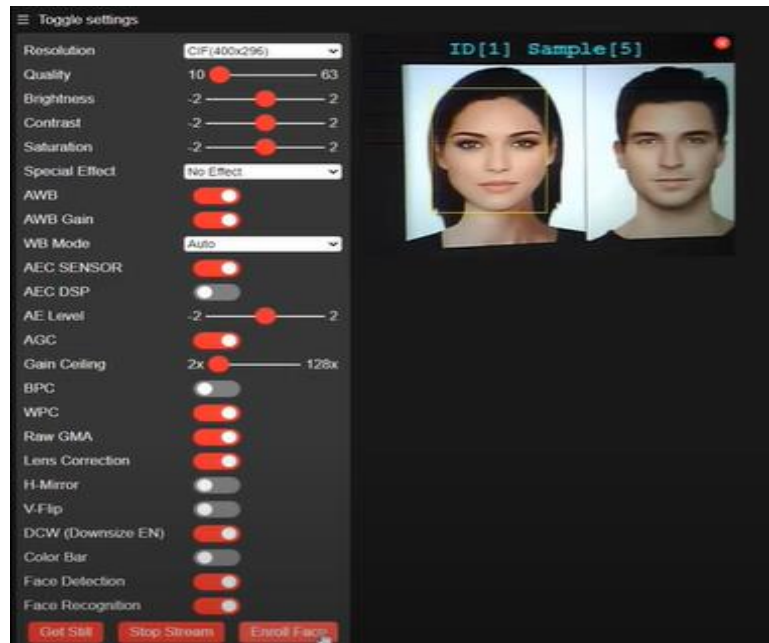 Toggle settings
Resolution CIF(400x296)
Quality 10 63
Brightness -2 2
Contrast -2 2
Saturation -2 2
Special Effect No Effect
AWB
AWB Gain
WB Mode Auto
AEC SENSOR
AEC DSP
AE Level -2 2
AGC
Gain Ceiling 2x 128x
BPC
WPC
Raw GMA
Lens Correction
H-Mirror
V-Flip
DCW (Downsize EN)
Color Bar
Face Detection
Face Recognition
Get Still Stop Stream Enroll Face
ID[1] Sample[5]